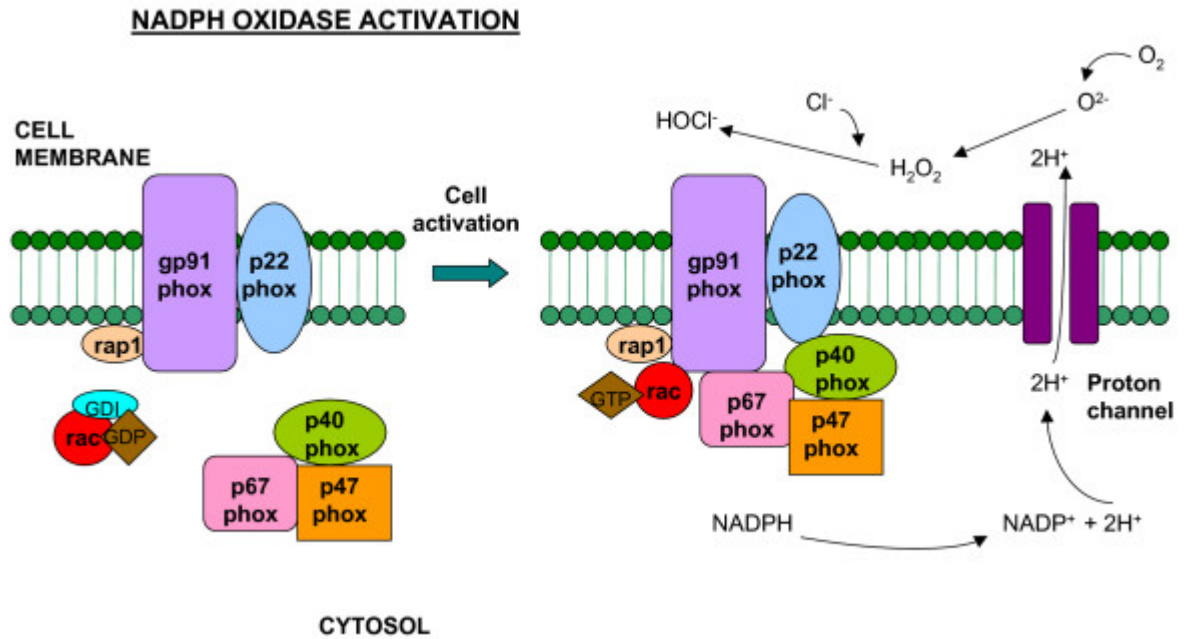 NADPH OXIDASE ACTIVATION
CELL
MEMBRANE
gp91
phox
p22
phox
rap1
GDI
rac
GDP
p40
phox
p67
phox
p47
phox
Cell
activation
O₂
O²⁻
Cl⁻
HOCl⁻
H₂O₂
2H⁺
gp91
phox
p22
phox
rap1
GTP
rac
p40
phox
p67
phox
p47
phox
2H⁺
Proton
channel
NADPH
NADP⁺ + 2H⁺
CYTOSOL